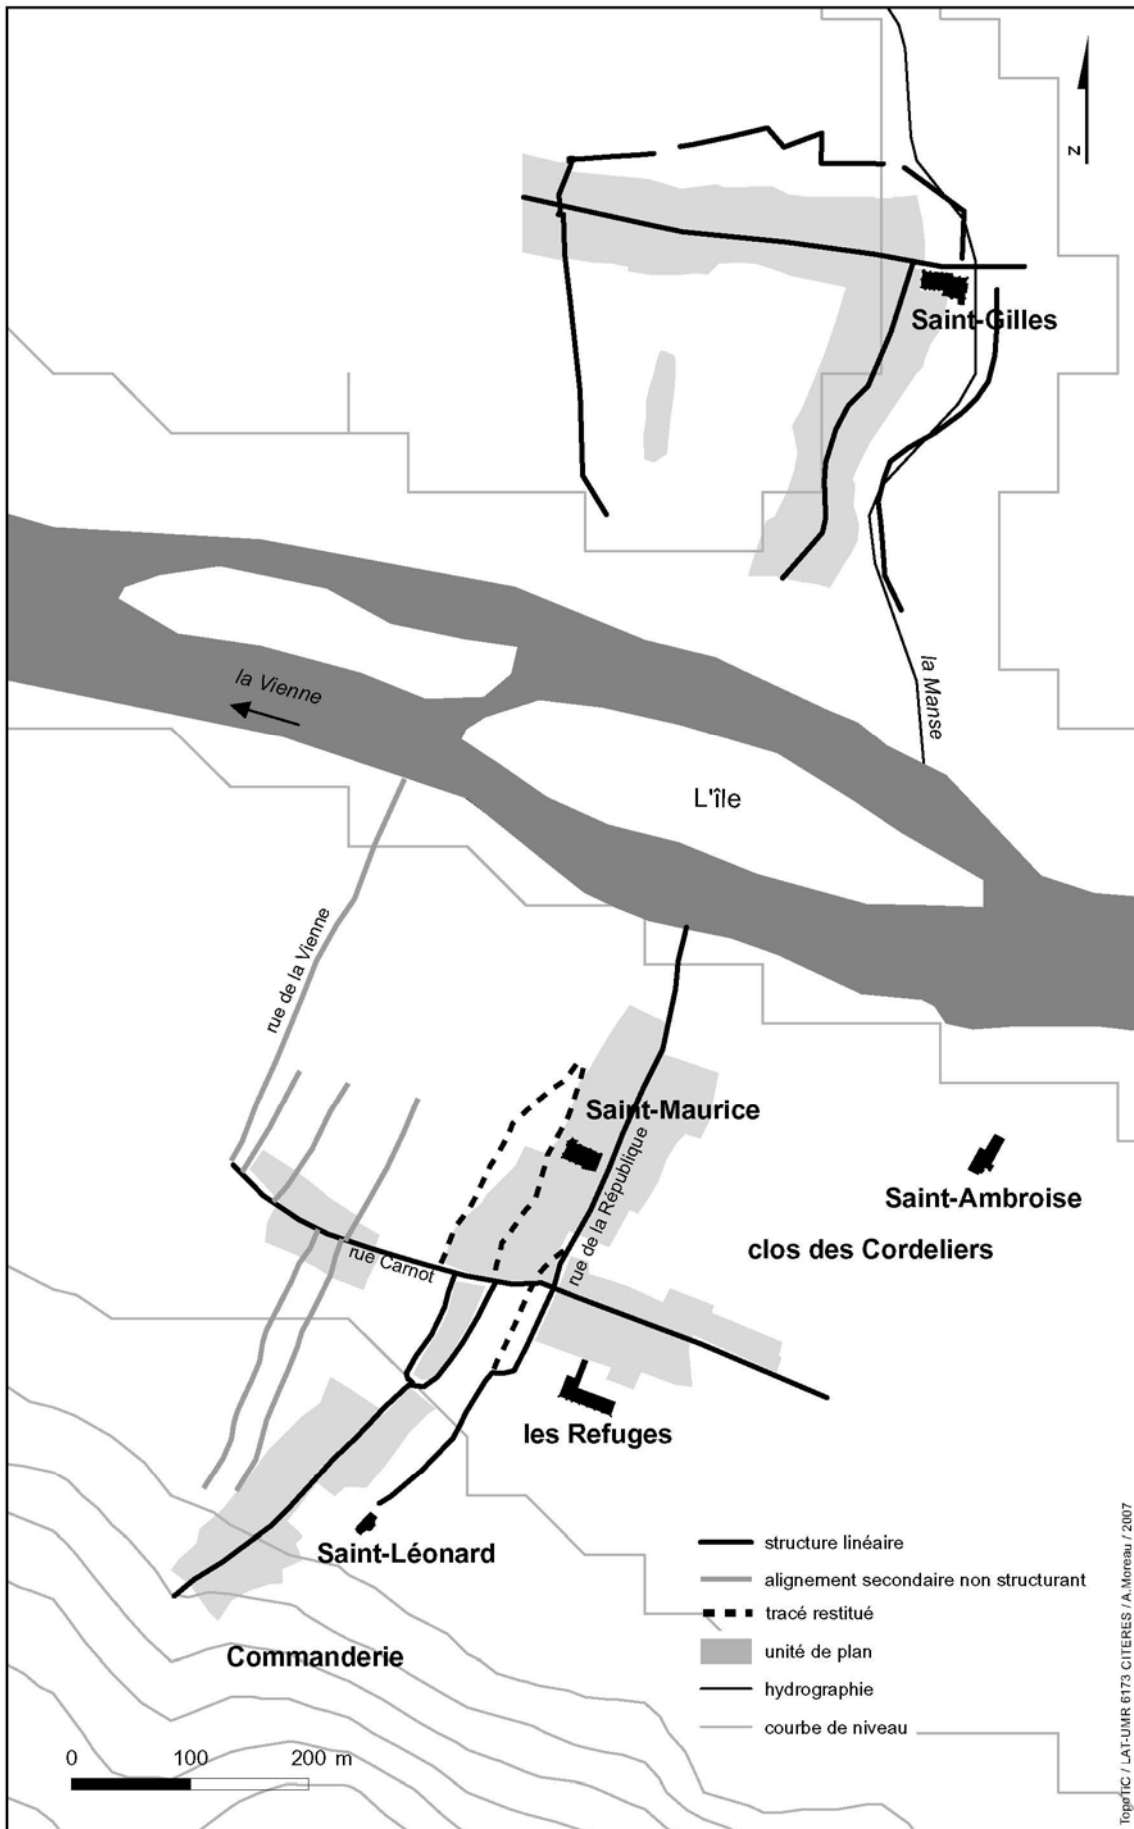 z
Saint-Gilles
la Manse
la Vienne
L'île
rue de la Vienne
Saint-Maurice
rue de la République
Saint-Ambroise
clos des Cordeliers
rue Carnot
les Refuges
Saint-Léonard
Commanderie
structure linéaire
alignement secondaire non structurant
tracé restitué
unité de plan
hydrographie
courbe de niveau
0 100 200 m
TopøTiC / LAT-UMR 6173 CITERES / A.Moreau / 2007